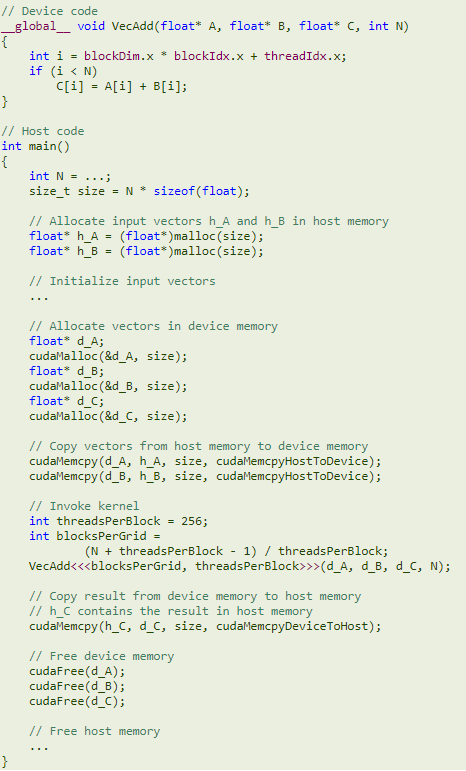 // Device code
__global__ void VecAdd(float* A, float* B, float* C, int N)
{
    int i = blockDim.x * blockIdx.x + threadIdx.x;
    if (i < N)
        C[i] = A[i] + B[i];
}

// Host code
int main()
{
    int N = ...;
    size_t size = N * sizeof(float);

    // Allocate input vectors h_A and h_B in host memory
    float* h_A = (float*)malloc(size);
    float* h_B = (float*)malloc(size);

    // Initialize input vectors
    ...

    // Allocate vectors in device memory
    float* d_A;
    cudaMalloc(&d_A, size);
    float* d_B;
    cudaMalloc(&d_B, size);
    float* d_C;
    cudaMalloc(&d_C, size);

    // Copy vectors from host memory to device memory
    cudaMemcpy(d_A, h_A, size, cudaMemcpyHostToDevice);
    cudaMemcpy(d_B, h_B, size, cudaMemcpyHostToDevice);

    // Invoke kernel
    int threadsPerBlock = 256;
    int blocksPerGrid =
            (N + threadsPerBlock - 1) / threadsPerBlock;
    VecAdd<<<blocksPerGrid, threadsPerBlock>>>(d_A, d_B, d_C, N);

    // Copy result from device memory to host memory
    // h_C contains the result in host memory
    cudaMemcpy(h_C, d_C, size, cudaMemcpyDeviceToHost);

    // Free device memory
    cudaFree(d_A);
    cudaFree(d_B);
    cudaFree(d_C);

    // Free host memory
    ...
}